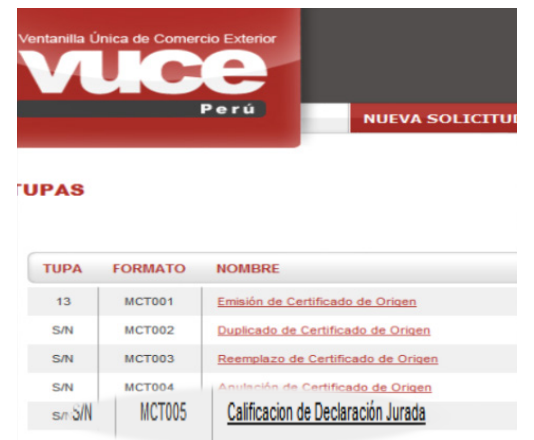 Ventanilla Única de Comercio Exterior
vuce
Perú
NUEVA SOLICITU
TUPAS
TUPA FORMATO NOMBRE
13 MCT001 Emisión de Certificado de Origen
S/N MCT002 Duplicado de Certificado de Origen
S/N MCT003 Reemplazo de Certificado de Origen
S/N MCT004 Anulación de Certificado de Origen
S/N S/N MCT005 Calificacion de Declaración Jurada